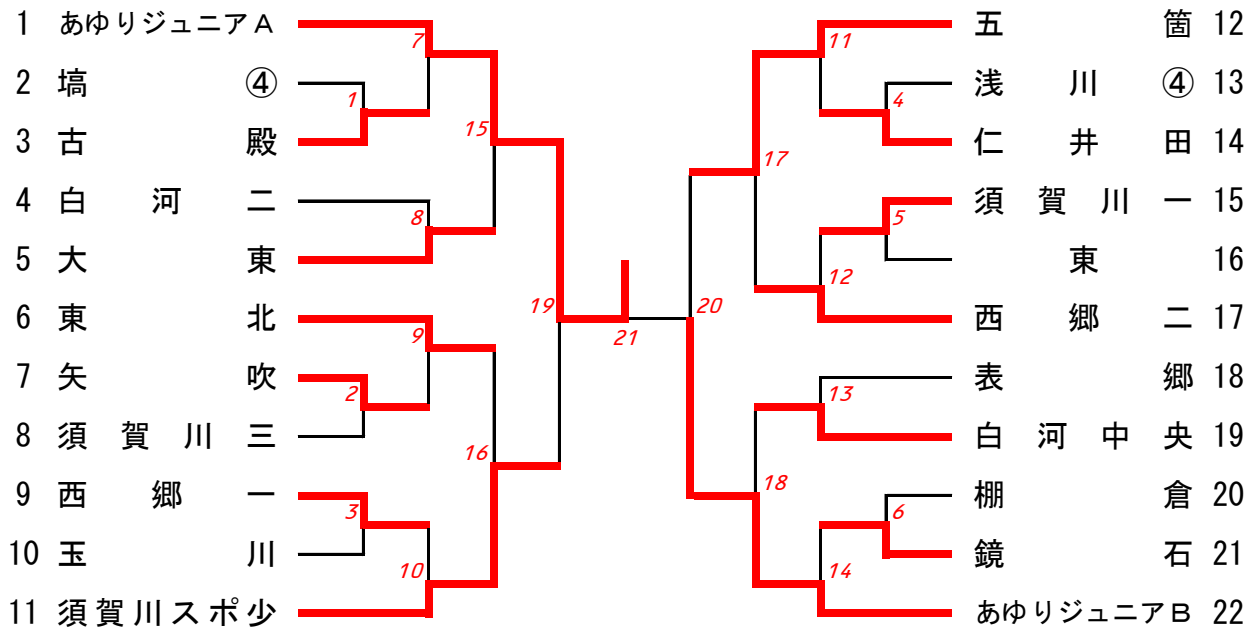 1 あゆりジュニアA
2 塙 ④
3 古 殿
4 白 河 二
5 大 東
6 東 北
7 矢 吹
8 須 賀 川 三
9 西 郷 一
10 玉 川
11 須賀川スポ少
1
2
3
7
8
9
10
15
16
19
21
20
17
18
11
12
13
14
4
5
6
五 箇 12
浅 川 ④ 13
仁 井 田 14
須 賀 川 一 15
東 16
西 郷 二 17
表 郷 18
白 河 中 央 19
棚 倉 20
鏡 石 21
あゆりジュニアB 22